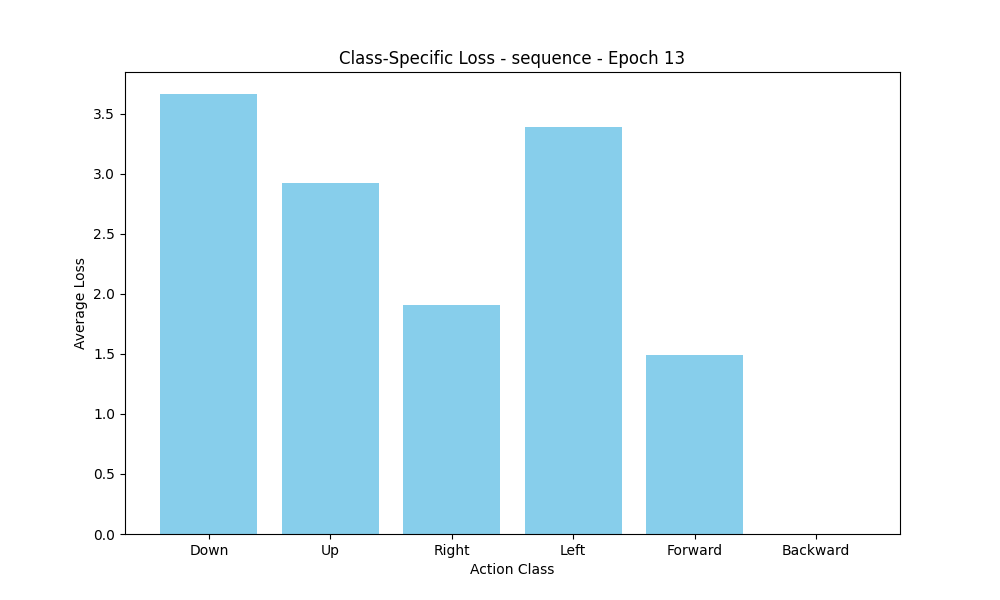 Class-Specific Loss - sequence - Epoch 13
Average Loss
3.5
3.0
2.5
2.0
1.5
1.0
0.5
0.0
Down Up Right Left Forward Backward
Action Class